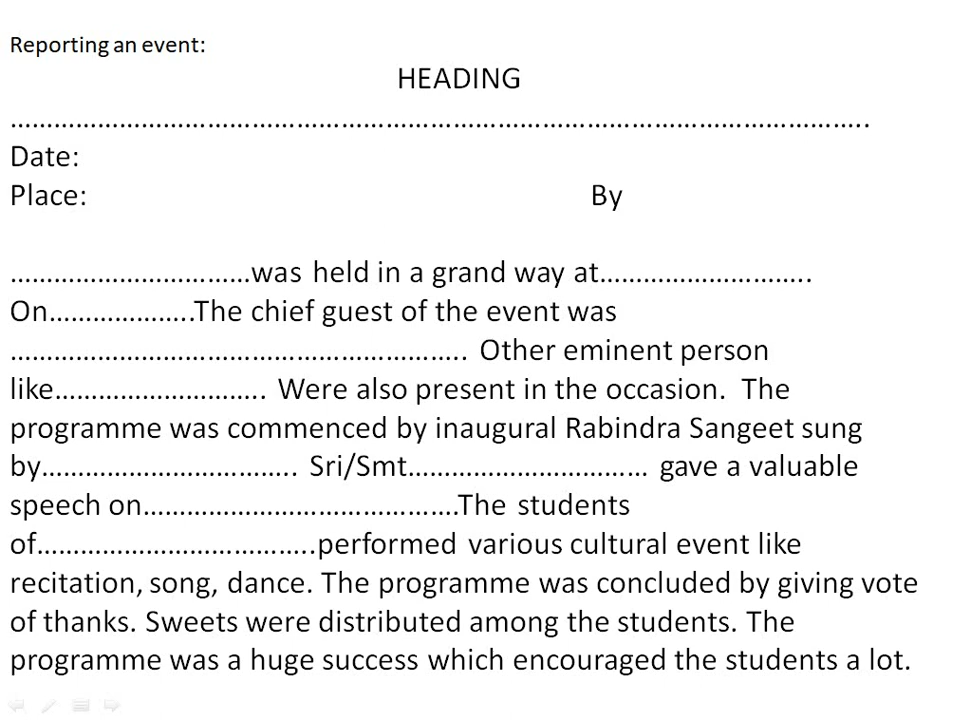 Reporting an event:
HEADING
……………………………………………………………………………………………………..
Date:
Place: By
……………………………was held in a grand way at………………………..
On………………..The chief guest of the event was
…………………………………………………….. Other eminent person
like……………………….. Were also present in the occasion. The
programme was commenced by inaugural Rabindra Sangeet sung
by…………………………….. Sri/Smt…………………………… gave a valuable
speech on…………………………………….The students
of………………………………..performed various cultural event like
recitation, song, dance. The programme was concluded by giving vote
of thanks. Sweets were distributed among the students. The
programme was a huge success which encouraged the students a lot.